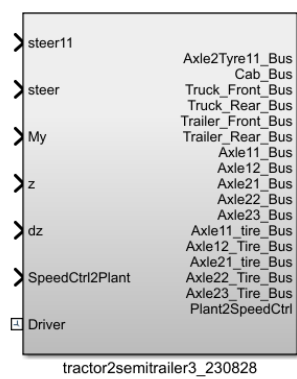 steer11
steer
My
z
dz
SpeedCtrl2Plant
Driver
Axle2Tyre11_Bus
Cab_Bus
Truck_Front_Bus
Truck_Rear_Bus
Trailer_Front_Bus
Trailer_Rear_Bus
Axle11_Bus
Axle12_Bus
Axle21_Bus
Axle22_Bus
Axle23_Bus
Axle11_tire_Bus
Axle12_Tire_Bus
Axle21_tire_Bus
Axle22_Tire_Bus
Axle23_Tire_Bus
Plant2SpeedCtrl
tractor2semitrailer3_230828